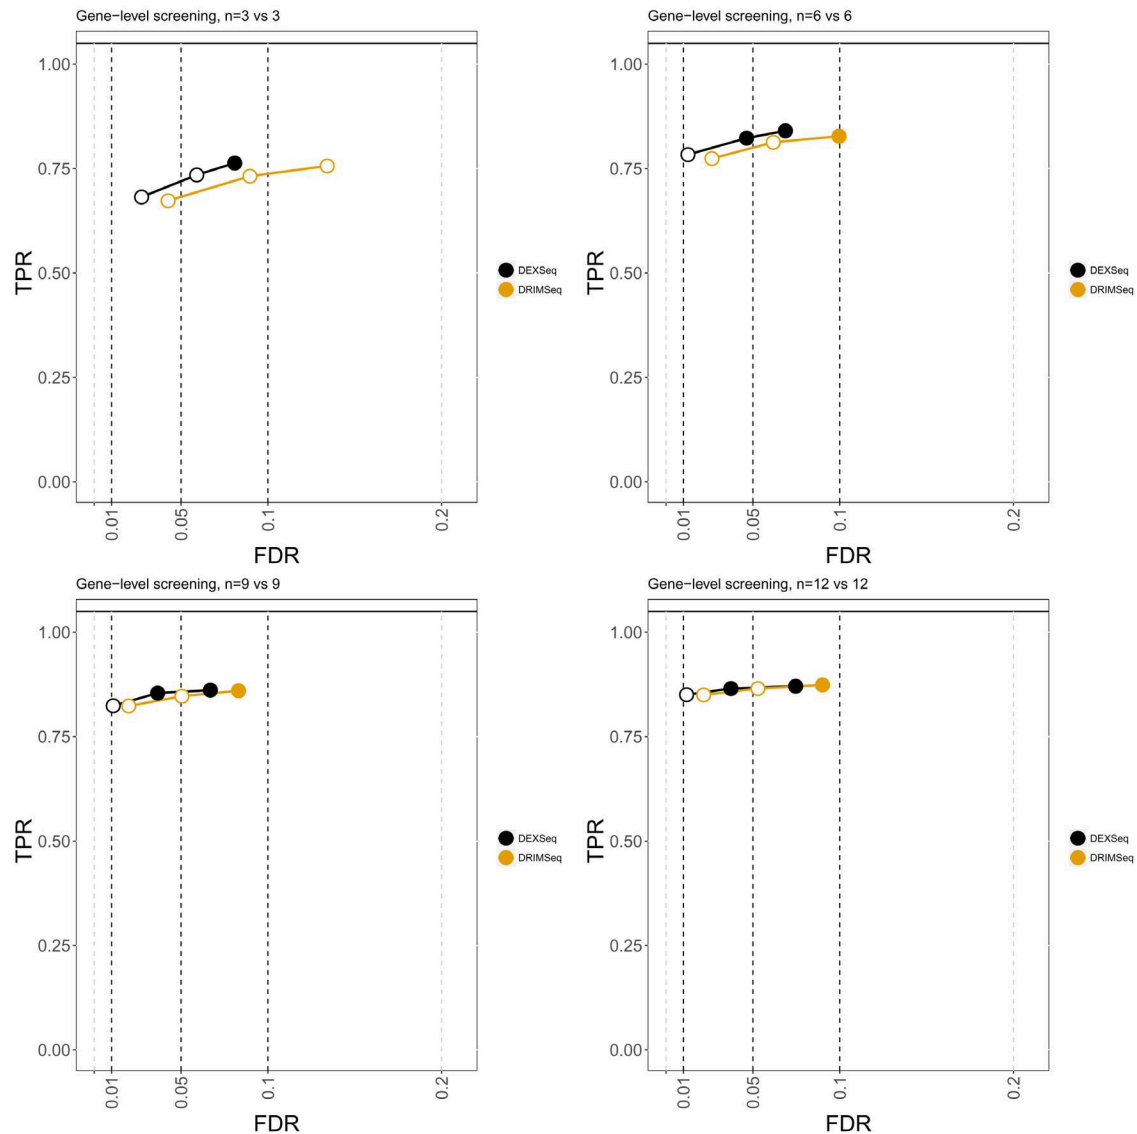 Gene−level screening, n=3 vs 3
1.00
0.75
0.50
0.25
0.00
TPR
0.01
0.05
0.1
0.2
FDR
DEXSeq
DRIMSeq
Gene−level screening, n=6 vs 6
1.00
0.75
0.50
0.25
0.00
TPR
0.01
0.05
0.1
0.2
FDR
DEXSeq
DRIMSeq
Gene−level screening, n=9 vs 9
1.00
0.75
0.50
0.25
0.00
TPR
0.01
0.05
0.1
0.2
FDR
DEXSeq
DRIMSeq
Gene−level screening, n=12 vs 12
1.00
0.75
0.50
0.25
0.00
TPR
0.01
0.05
0.1
0.2
FDR
DEXSeq
DRIMSeq